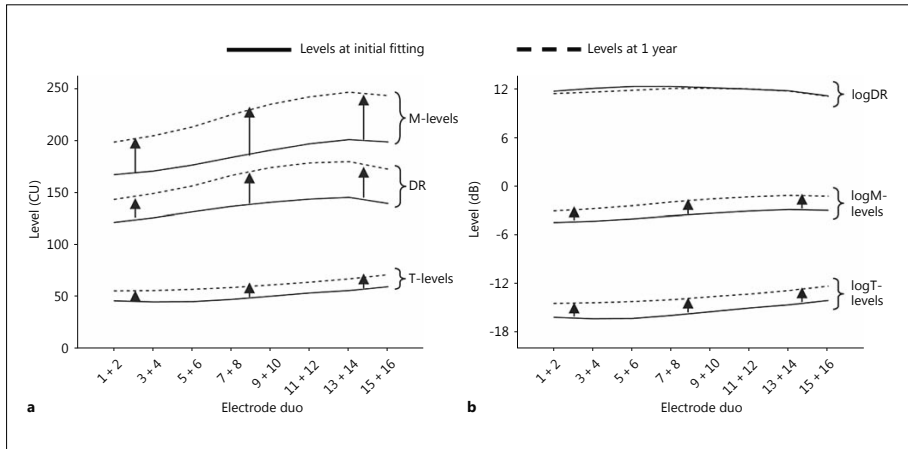 Levels at initial fitting
Levels at 1 year
Level (CU)
250
200
150
100
50
0
M-levels
DR
T-levels
1 + 2
3 + 4
5 + 6
7 + 8
9 + 10
11 + 12
13 + 14
15 + 16
a
Electrode duo
Level (dB)
12
6
0
-6
-12
-18
logDR
logM-
levels
logT-
levels
1 + 2
3 + 4
5 + 6
7 + 8
9 + 10
11 + 12
13 + 14
15 + 16
b
Electrode duo